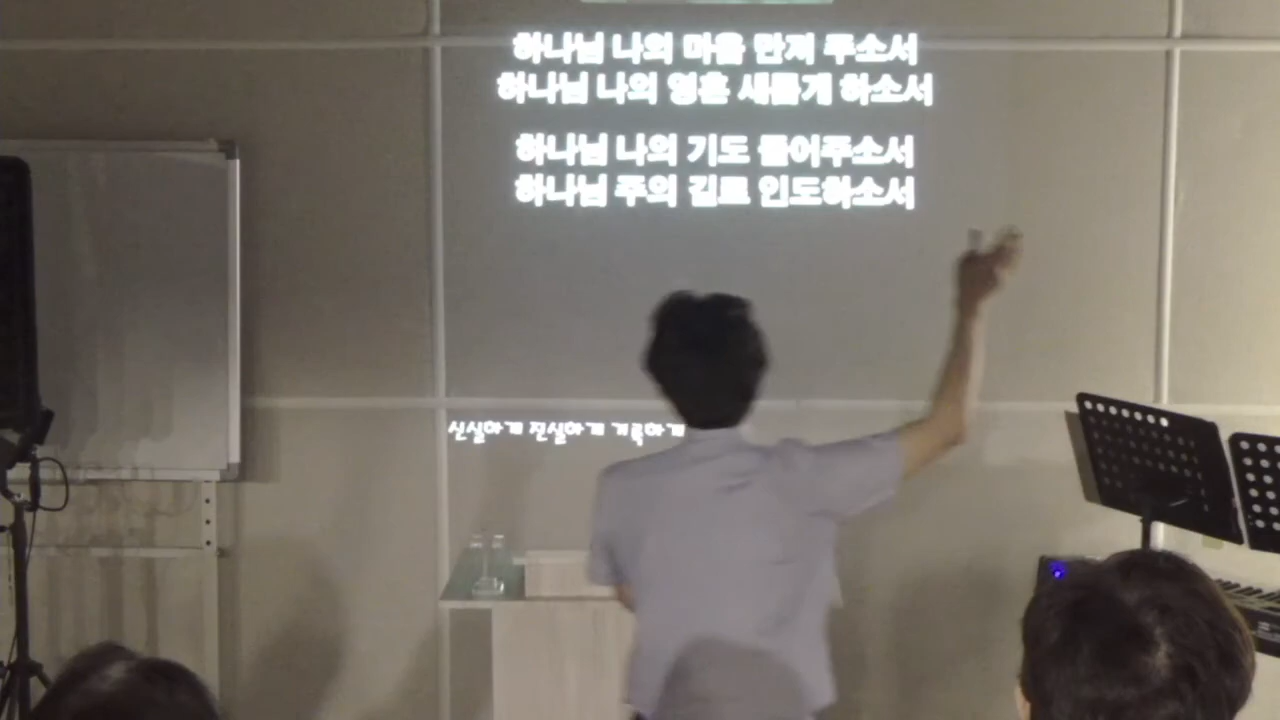 하나님 나의 마음 만져 주소서
하나님 나의 영혼 새롭게 하소서
하나님 나의 기도 들어주소서
하나님 주의 길로 인도하소서
신실하게 진실하게 거룩하게